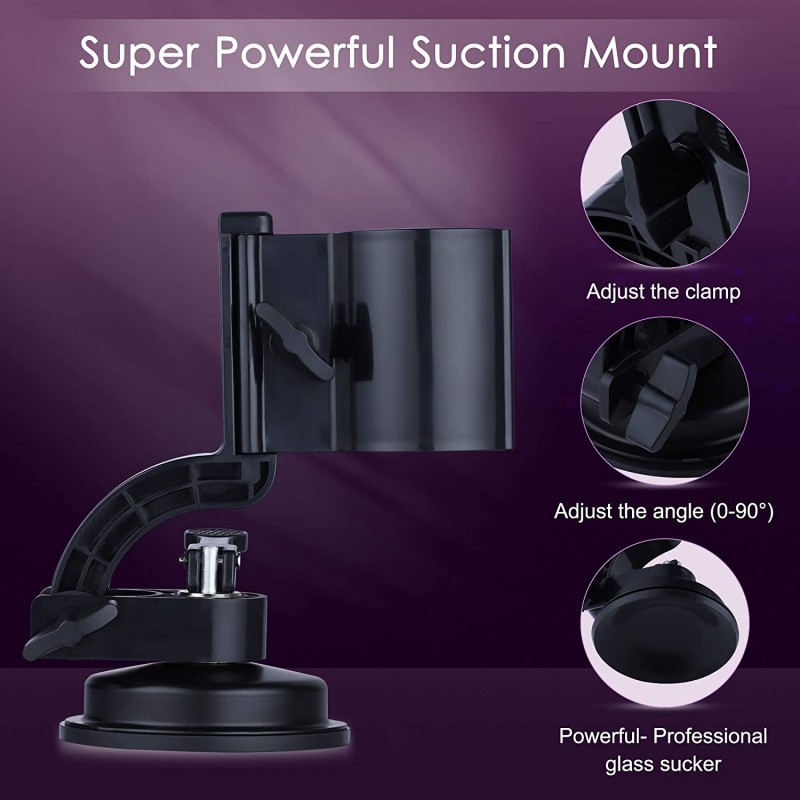 Super Powerful Suction Mount
Adjust the clamp
Adjust the angle (0-90°)
Powerful- Professional
glass sucker